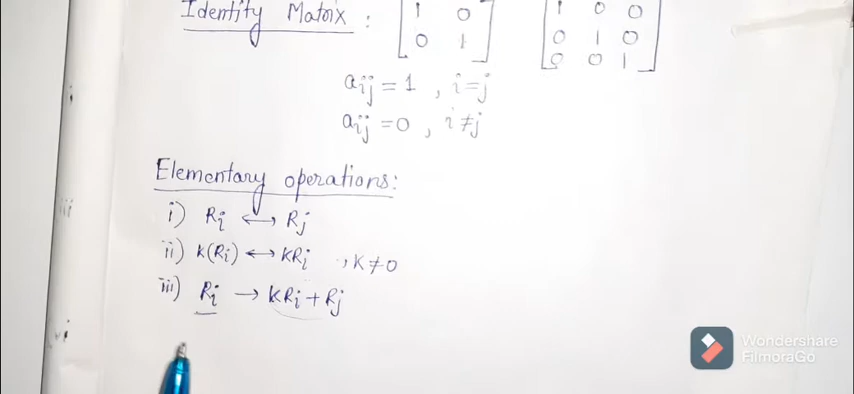 Identity Matrix : [1 0 0 1] [1 0 0 0 1 0 0 0 1]
aij = 1 , i=j
aij = 0 , i≠j
Elementary operations:
i) Ri ↔ Rj
ii) K(Ri) ↔ KRi , K≠0
iii) Ri → KRi + Rj
Wondershare
FilmoraGo